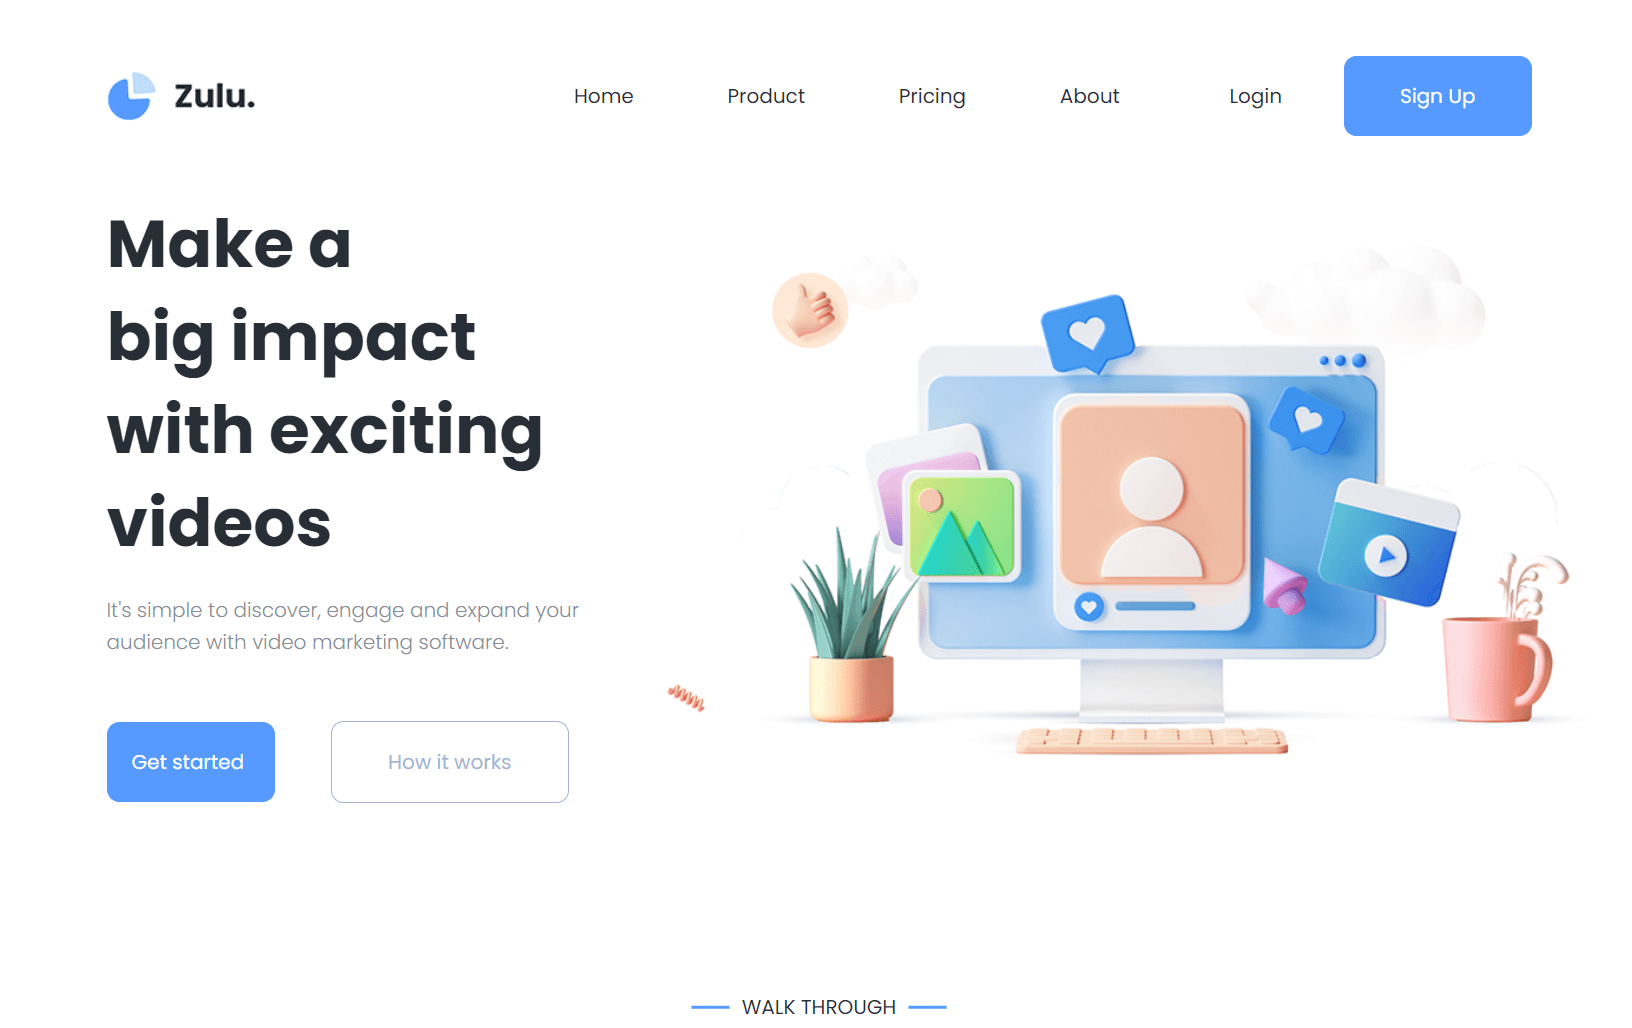 Zulu.
Home Product Pricing About Login Sign Up
Make a
big impact
with exciting
videos
It's simple to discover, engage and expand your
audience with video marketing software.
Get started How it works
WALK THROUGH